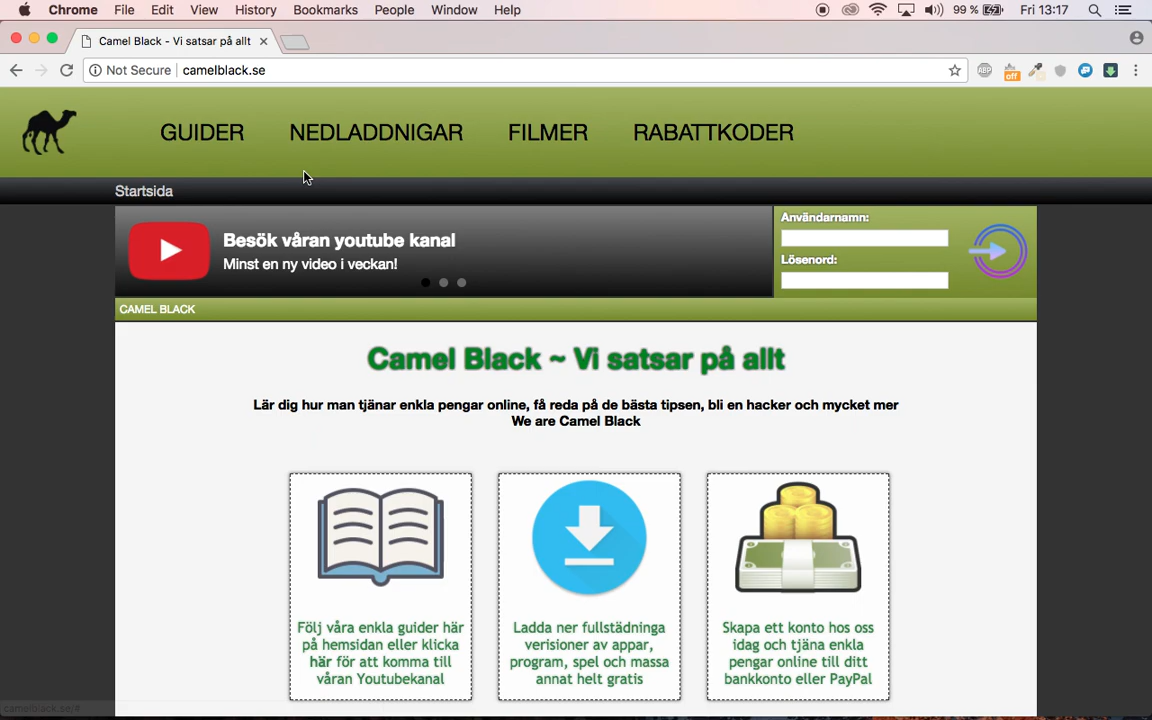 Chrome File Edit View History Bookmarks People Window Help 99 % Fri 13:17
Camel Black - Vi satsar på allt
Not Secure camelblack.se
ABP
off
GUIDER NEDLADDNIGAR FILMER RABATTKODER
Startsida
Besök våran youtube kanal
Minst en ny video i veckan!
Användarnamn:
Lösenord:
CAMEL BLACK
Camel Black ~ Vi satsar på allt
Lär dig hur man tjänar enkla pengar online, få reda på de bästa tipsen, bli en hacker och mycket mer
We are Camel Black
Följ våra enkla guider här
på hemsidan eller klicka
här för att komma till
våran Youtubekanal
Ladda ner fullstädninga
verisioner av appar,
program, spel och massa
annat helt gratis
Skapa ett konto hos oss
idag och tjäna enkla
pengar online till ditt
bankkonto eller PayPal
camelblack.se/#